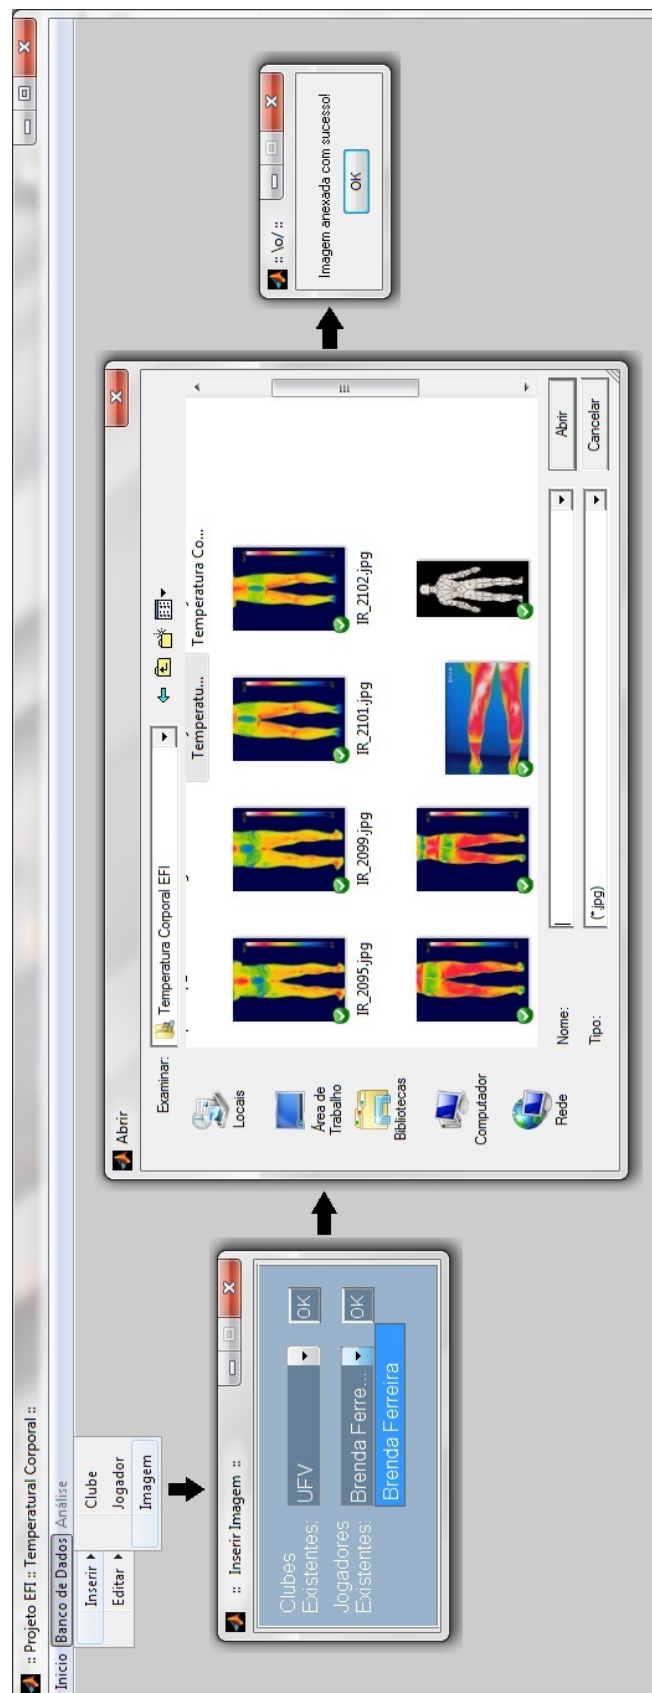 :: Projeto EFI :: Temperatural Corporal ::
Inicio Banco de Dados Análise
Inserir
Editar
Clube
Jogador
Imagem
:: Inserir Imagem ::
Clubes
Existentes:
UFV
OK
Jogadores
Existentes:
Brenda Ferre...
OK
Brenda Ferreira
Abrir
Examinar:
Temperatura Corporal EFI
Locais
Área de
Trabalho
Bibliotecas
Computador
Rede
Temperatu...
Temperatura Co...
IR_2095.jpg
IR_2099.jpg
IR_2101.jpg
IR_2102.jpg
Nome:
Abrir
Tipo:
(*.jpg)
Cancelar
:: \o/ ::
Imagem anexada com sucesso!
OK